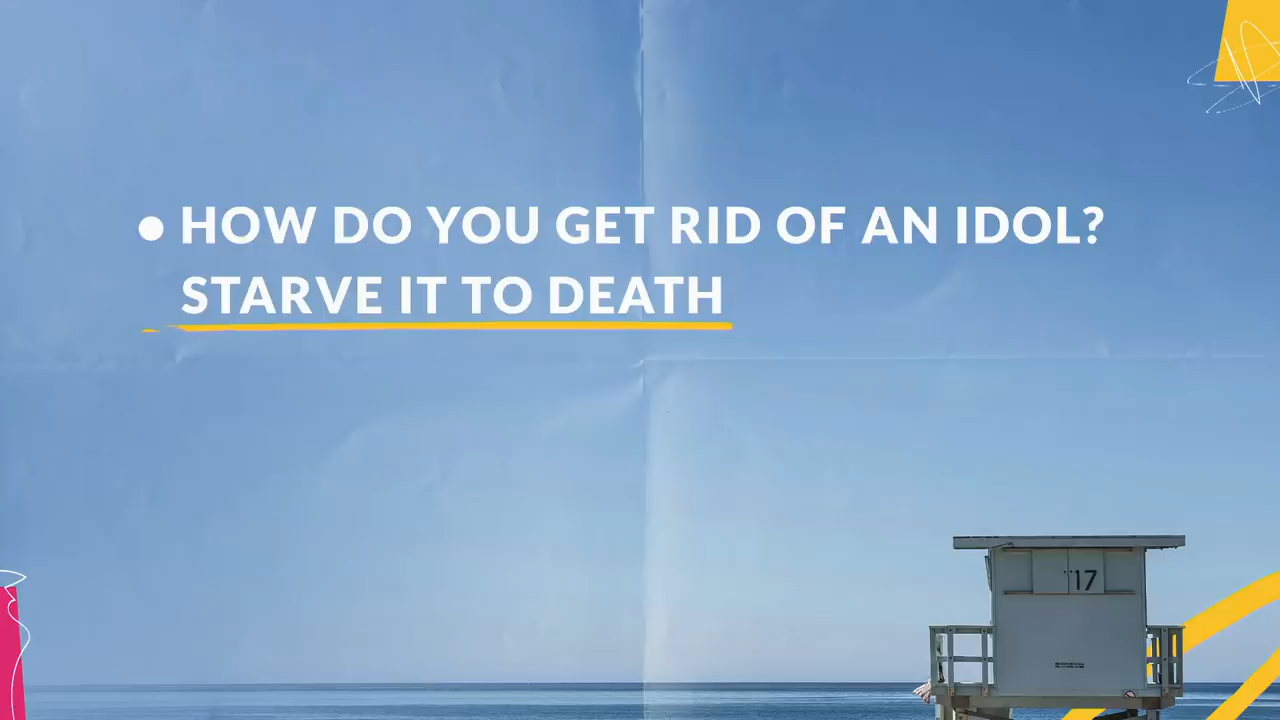 • HOW DO YOU GET RID OF AN IDOL?
STARVE IT TO DEATH
17